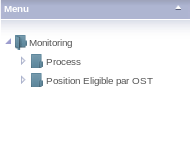 Menu
Monitoring
Process
Position Eligible par OST